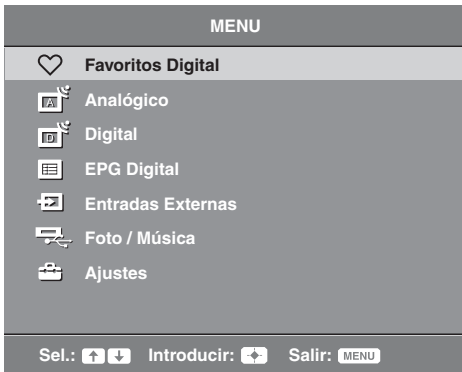 MENU
Favoritos Digital
Analógico
Digital
EPG Digital
Entradas Externas
Foto / Música
Ajustes
Sel.: Introducir: Salir: MENU